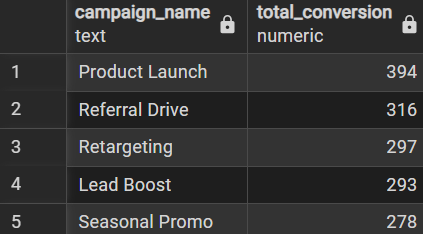 campaign_name total_conversion
text numeric
1 Product Launch 394
2 Referral Drive 316
3 Retargeting 297
4 Lead Boost 293
5 Seasonal Promo 278